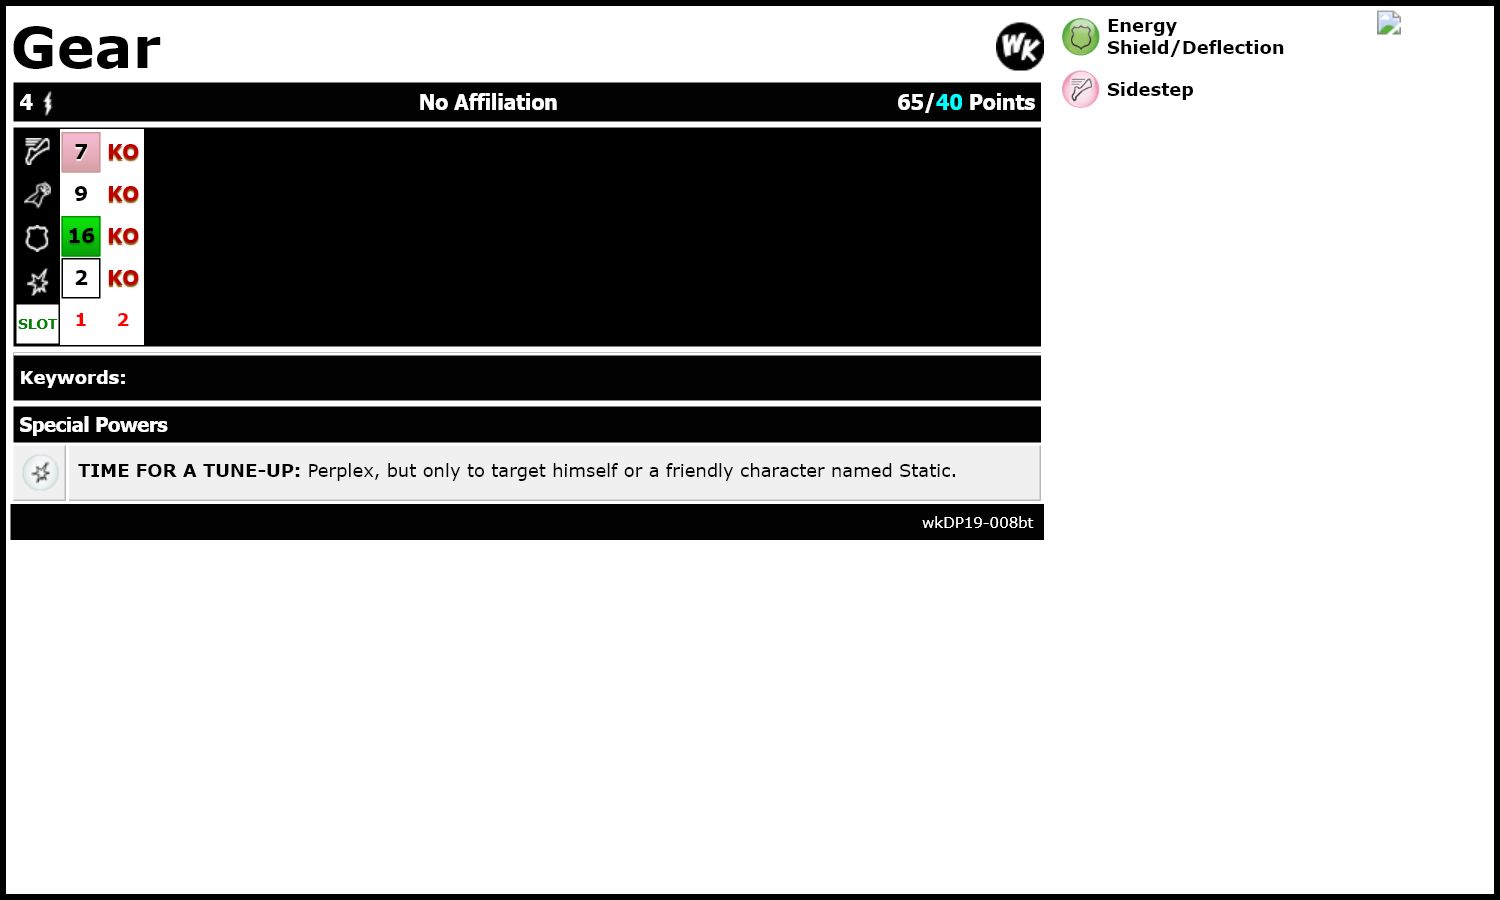 Gear
WK
4
No Affiliation
65/40 Points
7 KO
9 KO
16 KO
2 KO
SLOT 1 2
Keywords:
Special Powers
TIME FOR A TUNE-UP: Perplex, but only to target himself or a friendly character named Static.
wkDP19-008bt
Energy
Shield/Deflection
Sidestep